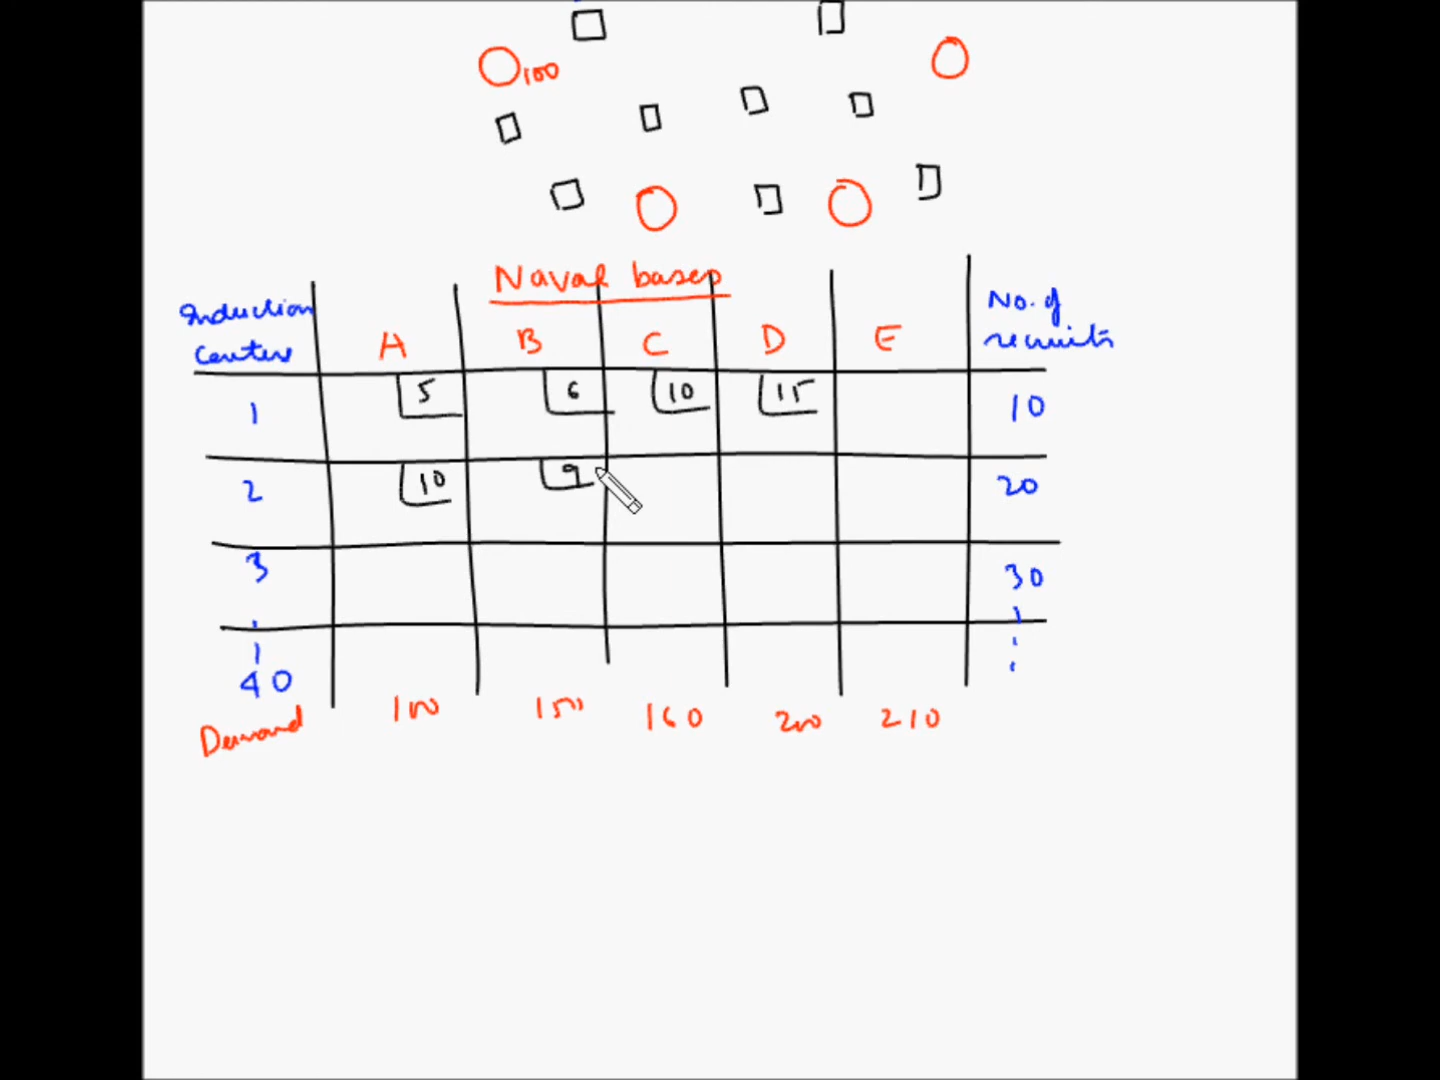 100
Naval bases
Induction
centers
A B C D E
No. of
recruits
1 5 6 10 15 10
2 10 9 20
3 30
40
Demand 100 150 160 200 210